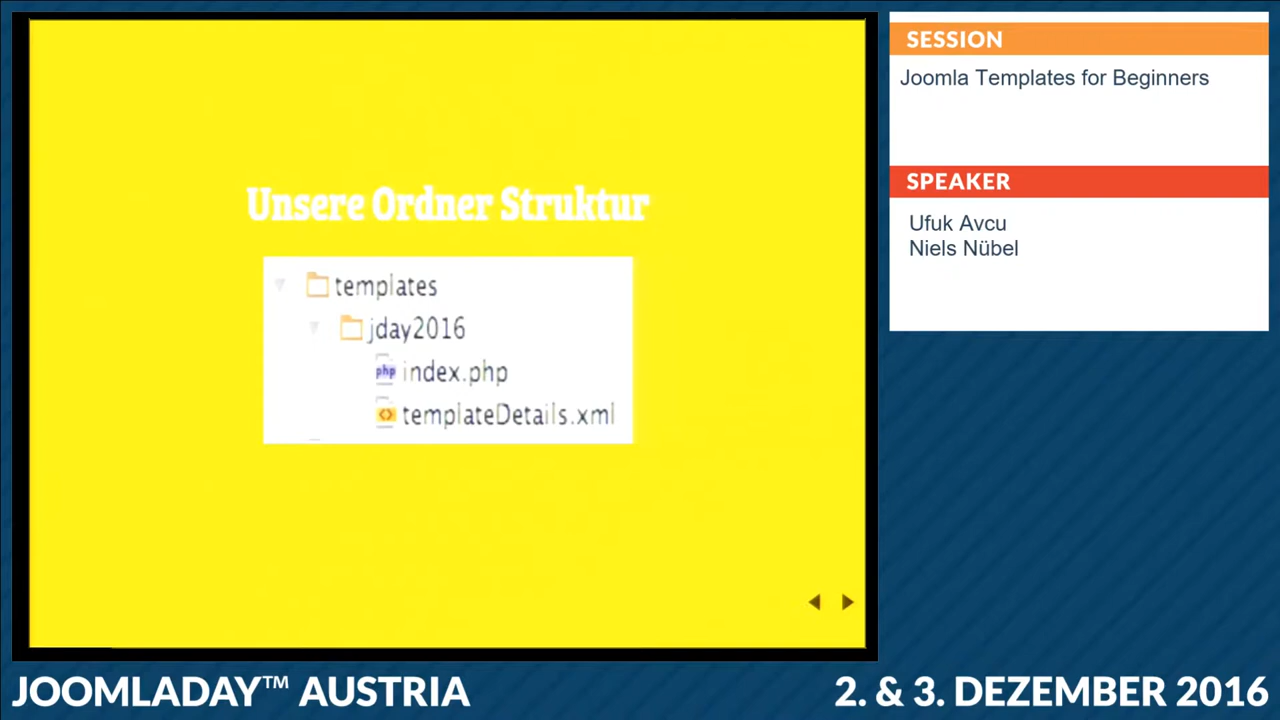 Unsere Ordner Struktur
templates
jday2016
php index.php
templateDetails.xml
SESSION
Joomla Templates for Beginners
SPEAKER
Ufuk Avcu
Niels Nübel
JOOMLADAY™ AUSTRIA
2. & 3. DEZEMBER 2016